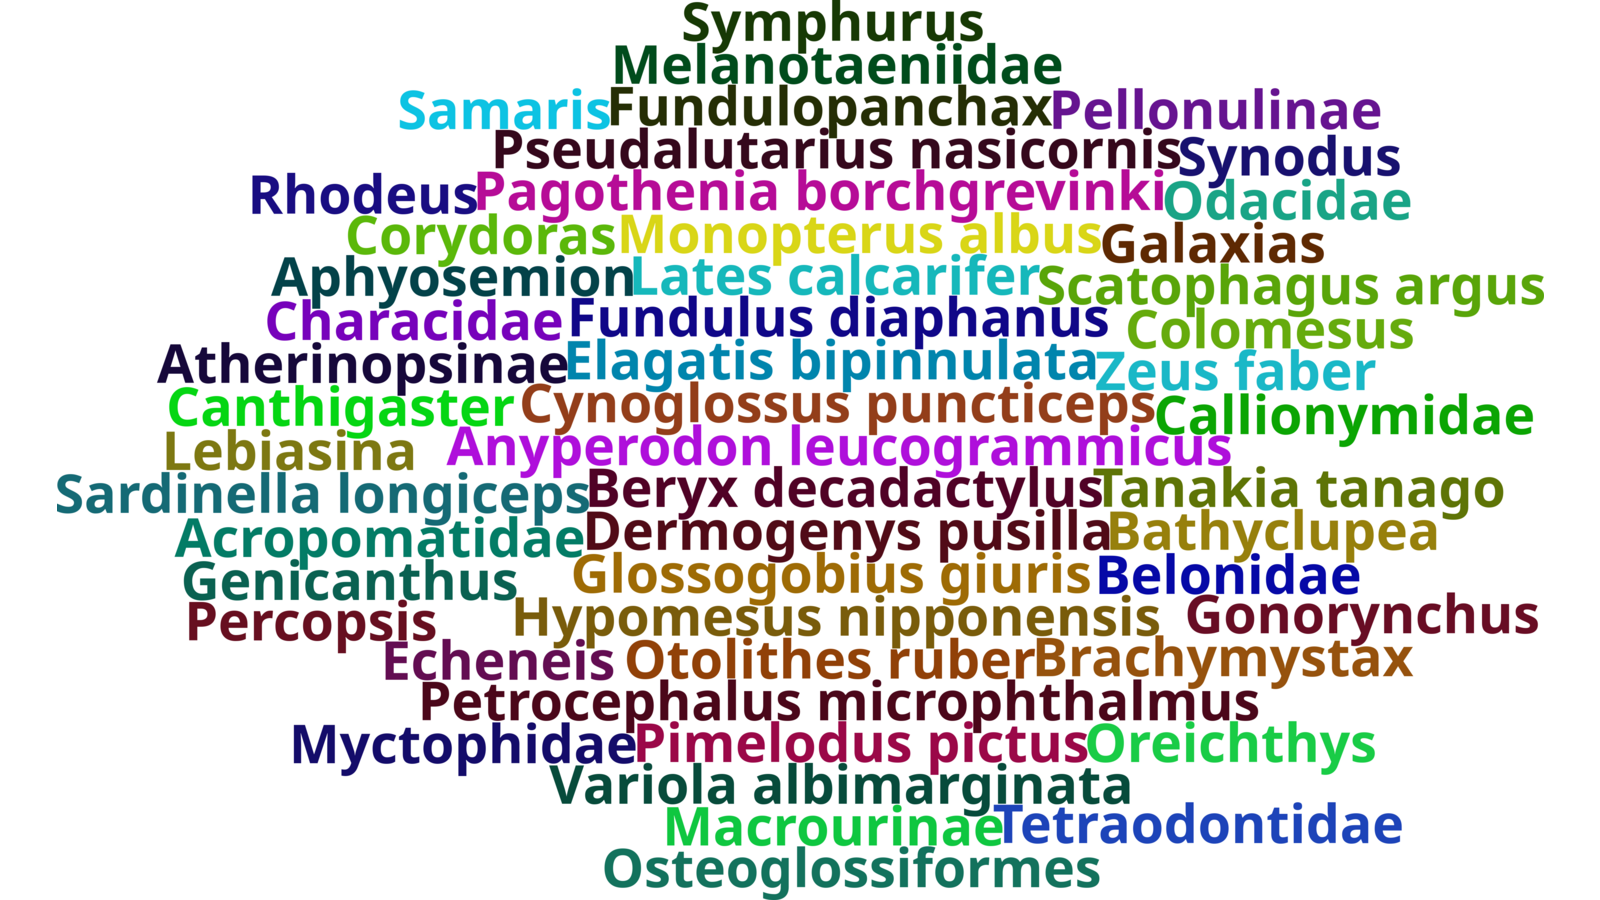 Symphurus
Melanotaeniidae
Samaris Fundulopanchax Pellonulinae
Pseudalutarius nasicornis Synodus
Rhodeus Pagothenia borchgrevinki Odacidae
Corydoras Monopterus albus Galaxias
Aphyosemion Lates calcarifer Scatophagus argus
Characidae Fundulus diaphanus Colomesus
Atherinopsinae Elagatis bipinnulata Zeus faber
Canthigaster Cynoglossus puncticeps Callionymidae
Lebiasina Anyperodon leucogrammicus
Sardinella longiceps Beryx decadactylus Tanakia tanago
Acropomatidae Dermogenys pusilla Bathyclupea
Genicanthus Glossogobius giuris Belonidae
Percopsis Hypomesus nipponensis Gonorynchus
Echeneis Otolithes ruber Brachymystax
Petrocephalus microphthalmus
Myctophidae Pimelodus pictus Oreichthys
Variola albimarginata
Macrourinae Tetraodontidae
Osteoglossiformes